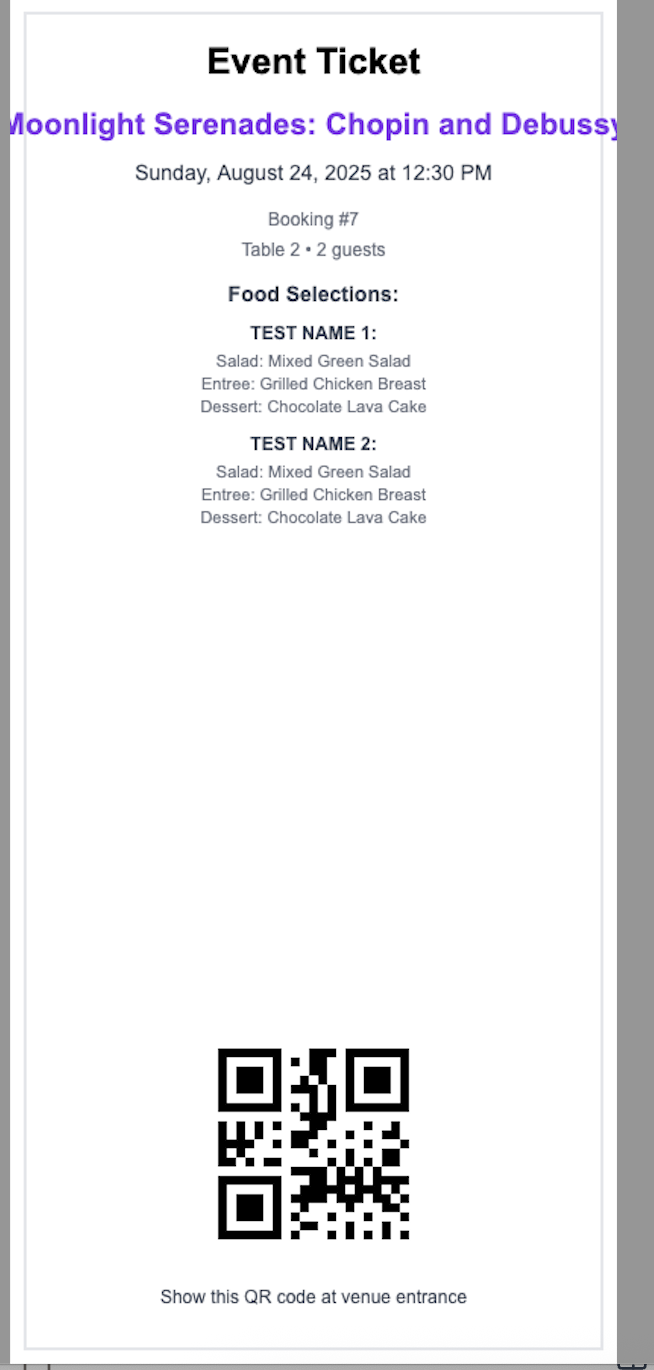 Event Ticket
Moonlight Serenades: Chopin and Debussy
Sunday, August 24, 2025 at 12:30 PM
Booking #7
Table 2 • 2 guests
Food Selections:
TEST NAME 1:
Salad: Mixed Green Salad
Entree: Grilled Chicken Breast
Dessert: Chocolate Lava Cake
TEST NAME 2:
Salad: Mixed Green Salad
Entree: Grilled Chicken Breast
Dessert: Chocolate Lava Cake
Show this QR code at venue entrance